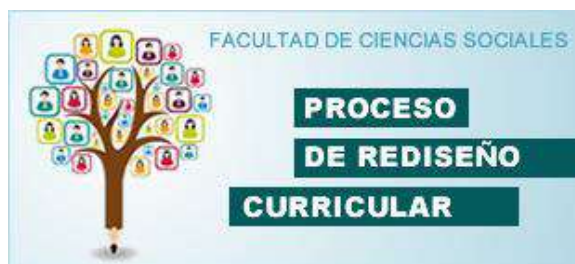 FACULTAD DE CIENCIAS SOCIALES
PROCESO
DE REDISEÑO
CURRICULAR